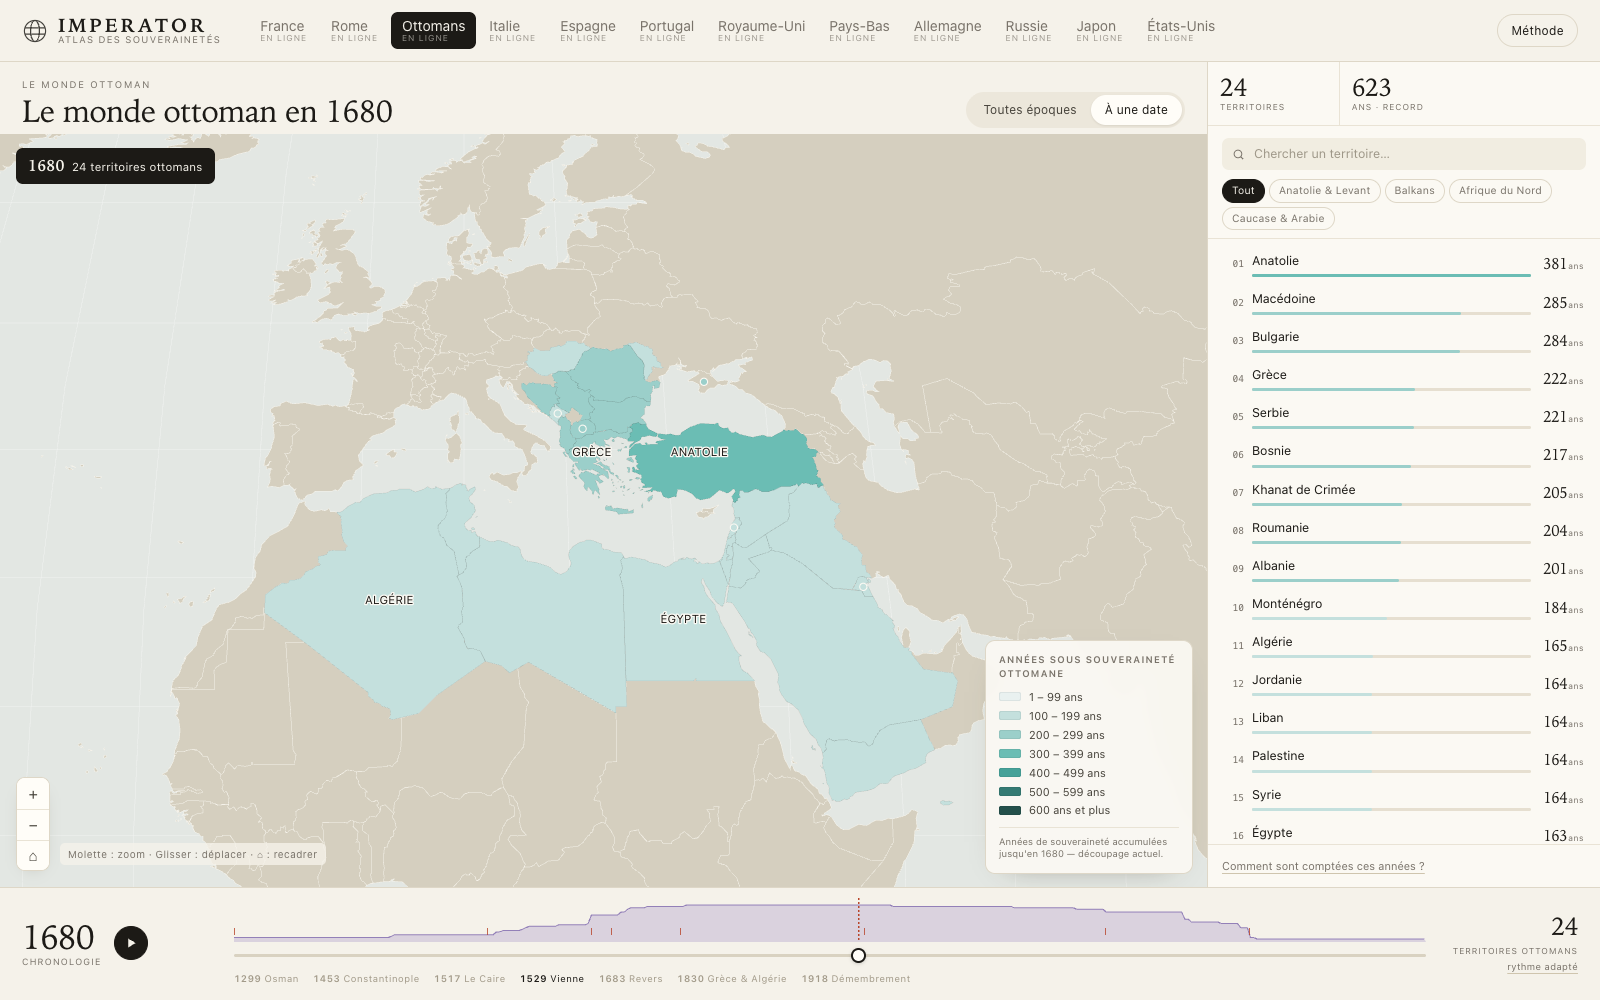 IMPERATOR
ATLAS DES SOUVERAINETÉS
France
EN LIGNE
Rome
EN LIGNE
Ottomans
EN LIGNE
Italie
EN LIGNE
Espagne
EN LIGNE
Portugal
EN LIGNE
Royaume-Uni
EN LIGNE
Pays-Bas
EN LIGNE
Allemagne
EN LIGNE
Russie
EN LIGNE
Japon
EN LIGNE
États-Unis
EN LIGNE
Méthode
LE MONDE OTTOMAN
Le monde ottoman en 1680
Toutes époques
À une date
1680 24 territoires ottomans
GRÈCE
ANATOLIE
ALGÉRIE
ÉGYPTE
ANNÉES SOUS SOUVERAINETÉ
OTTOMANE
1 – 99 ans
100 – 199 ans
200 – 299 ans
300 – 399 ans
400 – 499 ans
500 – 599 ans
600 ans et plus
Années de souveraineté accumulées
jusqu'en 1680 — découpage actuel.
+
−
⌂
Molette : zoom · Glisser : déplacer · ⌂ : recadrer
24
TERRITOIRES
623
ANS · RECORD
Chercher un territoire...
Tout
Anatolie & Levant
Balkans
Afrique du Nord
Caucase & Arabie
01 Anatolie 381 ans
02 Macédoine 285 ans
03 Bulgarie 284 ans
04 Grèce 222 ans
05 Serbie 221 ans
06 Bosnie 217 ans
07 Khanat de Crimée 205 ans
08 Roumanie 204 ans
09 Albanie 201 ans
10 Monténégro 184 ans
11 Algérie 165 ans
12 Jordanie 164 ans
13 Liban 164 ans
14 Palestine 164 ans
15 Syrie 164 ans
16 Égypte 163 ans
Comment sont comptées ces années ?
1680
CHRONOLOGIE
1299 Osman
1453 Constantinople
1517 Le Caire
1529 Vienne
1683 Revers
1830 Grèce & Algérie
1918 Démembrement
24
TERRITOIRES OTTOMANS
rythme adapté